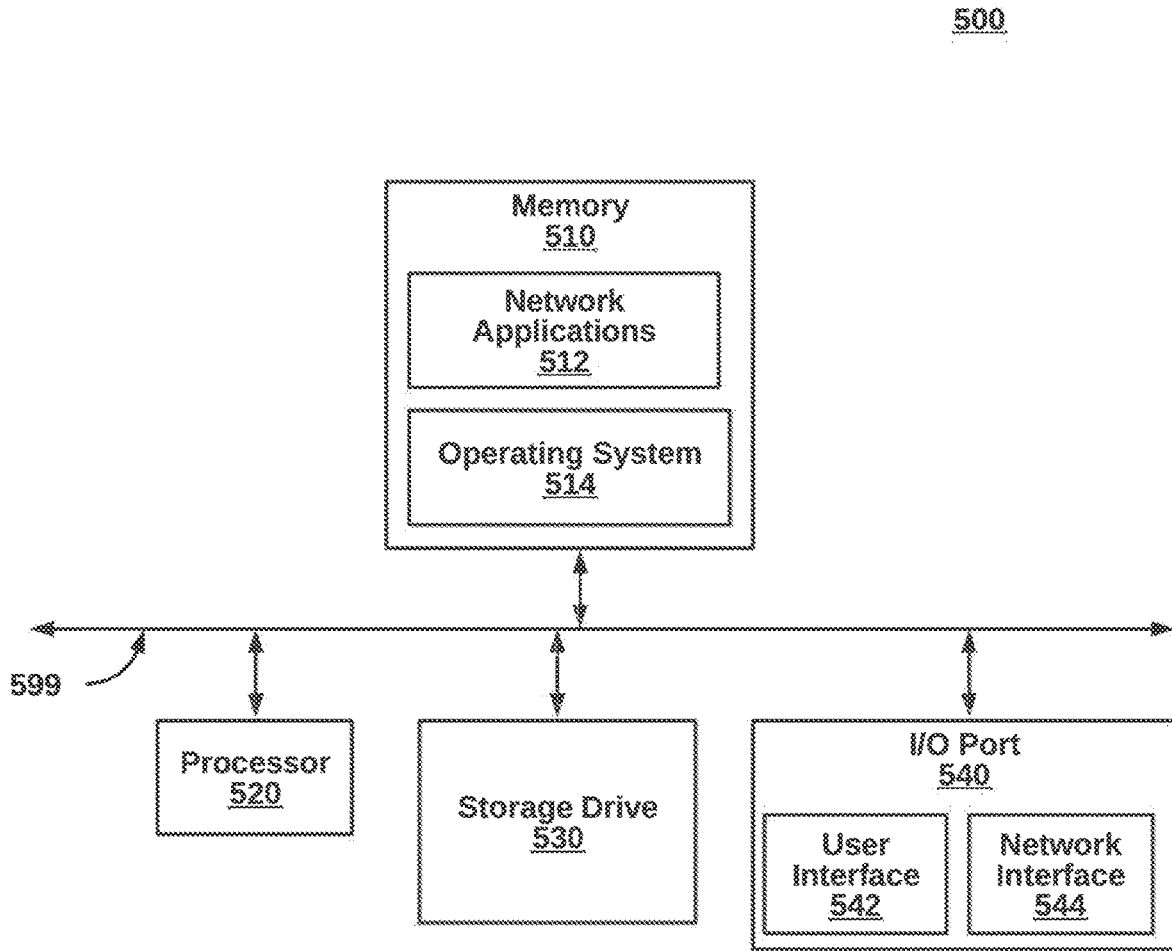 500
Memory
510
Network
Applications
512
Operating System
514
599
Processor
520
Storage Drive
530
I/O Port
540
User
Interface
542
Network
Interface
544